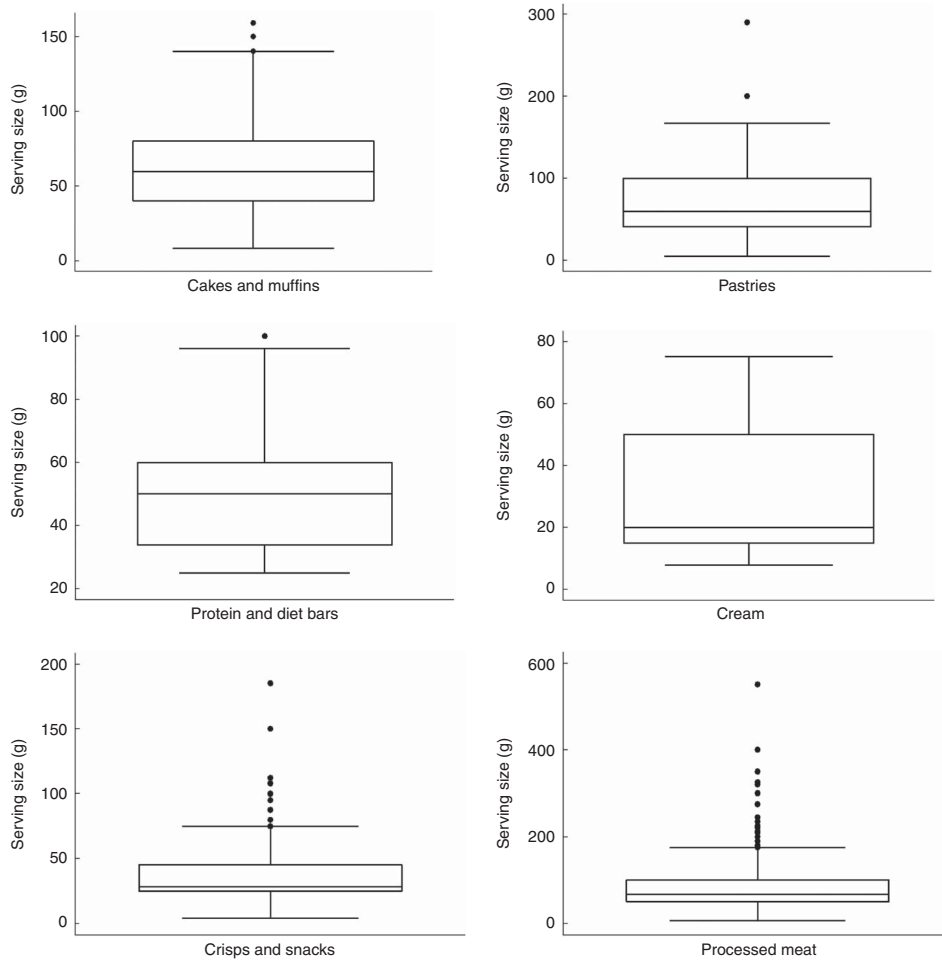 Serving size (g)
150
100
50
0
Cakes and muffins
Serving size (g)
300
200
100
0
Pastries
Serving size (g)
100
80
60
40
20
Protein and diet bars
Serving size (g)
80
60
40
20
0
Cream
Serving size (g)
200
150
100
50
0
Crisps and snacks
Serving size (g)
600
400
200
0
Processed meat